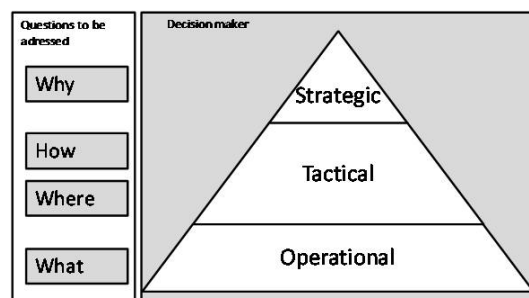 Questions to be
adressed
Decision maker
Why
How
Where
What
Strategic
Tactical
Operational